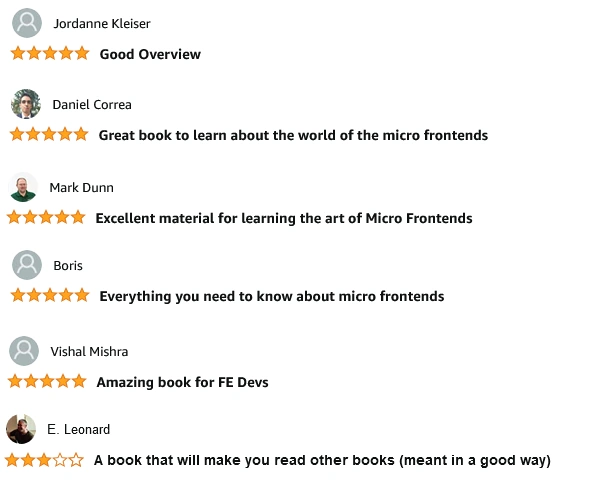 Jordanne Kleiser
Good Overview
Daniel Correa
Great book to learn about the world of the micro frontends
Mark Dunn
Excellent material for learning the art of Micro Frontends
Boris
Everything you need to know about micro frontends
Vishal Mishra
Amazing book for FE Devs
E. Leonard
A book that will make you read other books (meant in a good way)